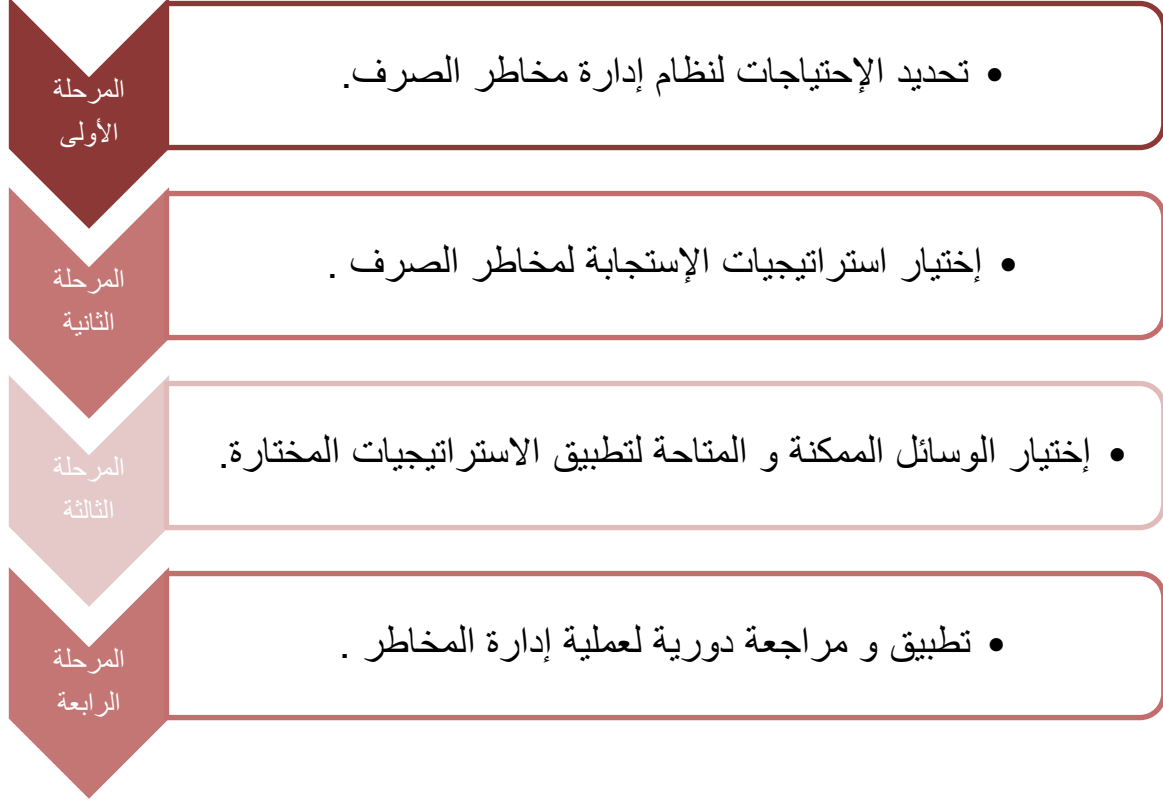 المرحلة
الأولى
• تحديد الإحتياجات لنظام إدارة مخاطر الصرف.
المرحلة
الثانية
• إختيار استراتيجيات الإستجابة لمخاطر الصرف .
المرحلة
الثالثة
• إختيار الوسائل الممكنة و المتاحة لتطبيق الاستراتيجيات المختارة.
المرحلة
الرابعة
• تطبيق و مراجعة دورية لعملية إدارة المخاطر .